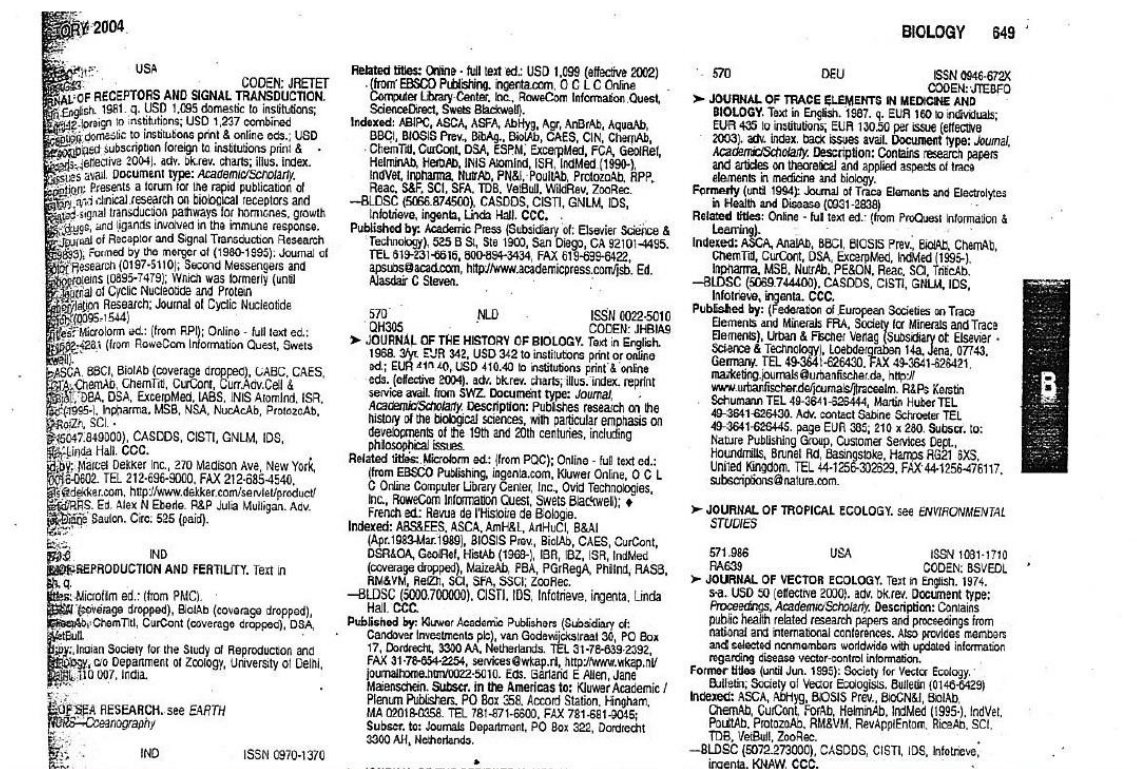 ORY 2004
BIOLOGY 649
USA
CODEN: JRETET
NAL OF RECEPTORS AND SIGNAL TRANSDUCTION.
English. 1981. q. USD 1,095 domestic to institutions;
foreign to institutions; USD 1,237 combined
domestic to institutions print & online eds.; USD
subscription foreign to institutions print &
(effective 2004). adv. bk.rev. charts; illus. index.
issues avail. Document type: Academic/Scholarly.
Presents a forum for the rapid publication of
and clinical research on biological receptors and
signal transduction pathways for hormones, growth
drugs, and ligands involved in the immune response.
Journal of Receptor and Signal Transduction Research
Formed by the merger of (1980-1995): Journal of
Research (0197-5110); Second Messengers and
(0895-7479); Which was formerly (until
Journal of Cyclic Nucleotide and Protein
Research; Journal of Cyclic Nucleotide
(0095-1544)
Microform ed.: (from RPI); Online - full text ed.:
(from RoweCom Information Quest, Swets
ASCA, BBCI, BiolAb (coverage dropped), CABC, CAES,
ChemAb, ChemTitl, CurCont, Curr.Adv.Cell &
DBA, DSA, ExcerpMed, IABS, INIS AtomInd, ISR,
(1995-), Inpharma, MSB, NSA, NucAcAb, ProtozoAb,
RefZh, SCI.
(5047.849000), CASDDS, CISTI, GNLM, IDS,
Linda Hall. CCC.
by: Marcel Dekker Inc., 270 Madison Ave, New York,
TEL 212-696-9000, FAX 212-685-4540,
@dekker.com, http://www.dekker.com/servlet/product/
Ed. Alex N Eberle. R&P Julia Mulligan. Adv.
Saulon. Circ: 525 (paid).
IND
REPRODUCTION AND FERTILITY. Text in
q.
Microfilm ed.: (from PMC).
(coverage dropped), BiolAb (coverage dropped),
ChemTitl, CurCont (coverage dropped), DSA,
VetBull.
by: Indian Society for the Study of Reproduction and
c/o Department of Zoology, University of Delhi,
110 007, India.
OF SEA RESEARCH. see EARTH
Oceanography
IND ISSN 0970-1370
Related titles: Online - full text ed.: USD 1,099 (effective 2002)
(from EBSCO Publishing, ingenta.com, O C L C Online
Computer Library Center, Inc., RoweCom Information Quest,
ScienceDirect, Swets Blackwell).
Indexed: ABIPC, ASCA, ASFA, AbHyg, Agr, AnBrAb, AquaAb,
BBCI, BIOSIS Prev., BibAg., BiolAb, CAES, CIN, ChemAb,
ChemTitl, CurCont, DSA, ESPM, ExcerpMed, FCA, GeoRef,
HelminAb, HerbAb, INIS AtomInd, ISR, IndMed (1990-),
IndVet, Inpharma, NutrAb, PN&I, PoultAb, ProtozoAb, RPP,
Reac, S&F, SCI, SFA, TDB, VetBull, WildRev, ZooRec.
—BLDSC (5066.874500), CASDDS, CISTI, GNLM, IDS,
Infotrieve, ingenta, Linda Hall. CCC.
Published by: Academic Press (Subsidiary of: Elsevier Science &
Technology), 525 B St, Ste 1900, San Diego, CA 92101-4495.
TEL 619-231-6616, 800-894-3434, FAX 619-699-6422,
apsubs@acad.com, http://www.academicpress.com/jsb. Ed.
Alasdair C Steven.
570 NLD ISSN 0022-5010
QH305 CODEN: JHBIA9
➤ JOURNAL OF THE HISTORY OF BIOLOGY. Text in English.
1968. 3/yr. EUR 342, USD 342 to institutions print or online
ed.; EUR 410.40, USD 410.40 to institutions print & online
eds. (effective 2004). adv. bk.rev. charts; illus. index. reprint
service avail. from SWZ. Document type: Journal,
Academic/Scholarly. Description: Publishes research on the
history of the biological sciences, with particular emphasis on
developments of the 19th and 20th centuries, including
philosophical issues.
Related titles: Microform ed.: (from PQC); Online - full text ed.:
(from EBSCO Publishing, ingenta.com, Kluwer Online, O C L
C Online Computer Library Center, Inc., Ovid Technologies,
Inc., RoweCom Information Quest, Swets Blackwell); ♦
French ed.: Revue de l'Histoire de Biologie.
Indexed: ABS&EES, ASCA, AmH&L, ArtHuCI, B&AI
(Apr.1983-Mar.1989), BIOSIS Prev., BiolAb, CAES, CurCont,
DSR&OA, GeoRef, HistAb (1968-), IBR, IBZ, ISR, IndMed
(coverage dropped), MaizeAb, PBA, PGrRegA, PhilInd, RASB,
RM&VM, RefZh, SCI, SFA, SSCI; ZooRec.
—BLDSC (5000.700000), CISTI, IDS, Infotrieve, ingenta, Linda
Hall. CCC.
Published by: Kluwer Academic Publishers (Subsidiary of:
Candover Investments plc), van Godewijckstraat 30, PO Box
17, Dordrecht, 3300 AA, Netherlands. TEL 31-78-639-2392,
FAX 31-78-654-2254, services@wkap.nl, http://www.wkap.nl/
journalhome.htm/0022-5010. Eds. Garland E Allen, Jane
Maienschein. Subscr. in the Americas to: Kluwer Academic /
Plenum Publishers, PO Box 358, Accord Station, Hingham,
MA 02018-0358. TEL 781-871-6600, FAX 781-681-9045;
Subscr. to: Journals Department, PO Box 322, Dordrecht
3300 AH, Netherlands.
570 DEU ISSN 0946-672X
CODEN: JTEBFO
➤ JOURNAL OF TRACE ELEMENTS IN MEDICINE AND
BIOLOGY. Text in English. 1987. q. EUR 160 to individuals;
EUR 435 to institutions; EUR 130.50 per issue (effective
2003). adv. index. back issues avail. Document type: Journal,
Academic/Scholarly. Description: Contains research papers
and articles on theoretical and applied aspects of trace
elements in medicine and biology.
Formerly (until 1994): Journal of Trace Elements and Electrolytes
in Health and Disease (0931-2838)
Related titles: Online - full text ed.: (from ProQuest Information &
Learning).
Indexed: ASCA, AnalAb, BBCI, BIOSIS Prev., BiolAb, ChemAb,
ChemTitl, CurCont, DSA, ExcerpMed, IndMed (1995-),
Inpharma, MSB, NutrAb, PE&ON, Reac, SCI, TriticAb.
—BLDSC (5069.744400), CASDDS, CISTI, GNLM, IDS,
Infotrieve, ingenta. CCC.
Published by: (Federation of European Societies on Trace
Elements and Minerals FRA, Society for Minerals and Trace
Elements), Urban & Fischer Verlag (Subsidiary of: Elsevier
Science & Technology), Loebdergraben 14a, Jena, 07743,
Germany. TEL 49-3641-626430, FAX 49-3641-626421,
marketing.journals@urbanfischer.de, http://
www.urbanfischer.de/journals/jtraceelm. R&Ps Kerstin
Schumann TEL 49-3641-626444, Martin Huber TEL
49-3641-626430. Adv. contact Sabine Schroeter TEL
49-3641-626445. page EUR 385; 210 x 280. Subscr. to:
Nature Publishing Group, Customer Services Dept.,
Houndmills, Brunel Rd, Basingstoke, Hamps RG21 6XS,
United Kingdom. TEL 44-1256-302629, FAX 44-1256-476117,
subscriptions@nature.com.
➤ JOURNAL OF TROPICAL ECOLOGY. see ENVIRONMENTAL
STUDIES
571.986 USA ISSN 1081-1710
RA639 CODEN: BSVEDL
➤ JOURNAL OF VECTOR ECOLOGY. Text in English. 1974.
s-a. USD 50 (effective 2000). adv. bk.rev. Document type:
Proceedings, Academic/Scholarly. Description: Contains
public health related research papers and proceedings from
national and international conferences. Also provides members
and selected nonmembers worldwide with updated information
regarding disease vector-control information.
Former titles (until Jun. 1995): Society for Vector Ecology.
Bulletin; Society of Vector Ecologists. Bulletin (0146-6429)
Indexed: ASCA, AbHyg, BIOSIS Prev., BioCN&I, BiolAb,
ChemAb, CurCont, ForAb, HelminAb, IndMed (1995-), IndVet,
PoultAb, ProtozoAb, RM&VM, RevApplEntom, RiceAb, SCI,
TDB, VetBull, ZooRec.
—BLDSC (5072.273000), CASDDS, CISTI, IDS, Infotrieve,
ingenta, KNAW. CCC.
B